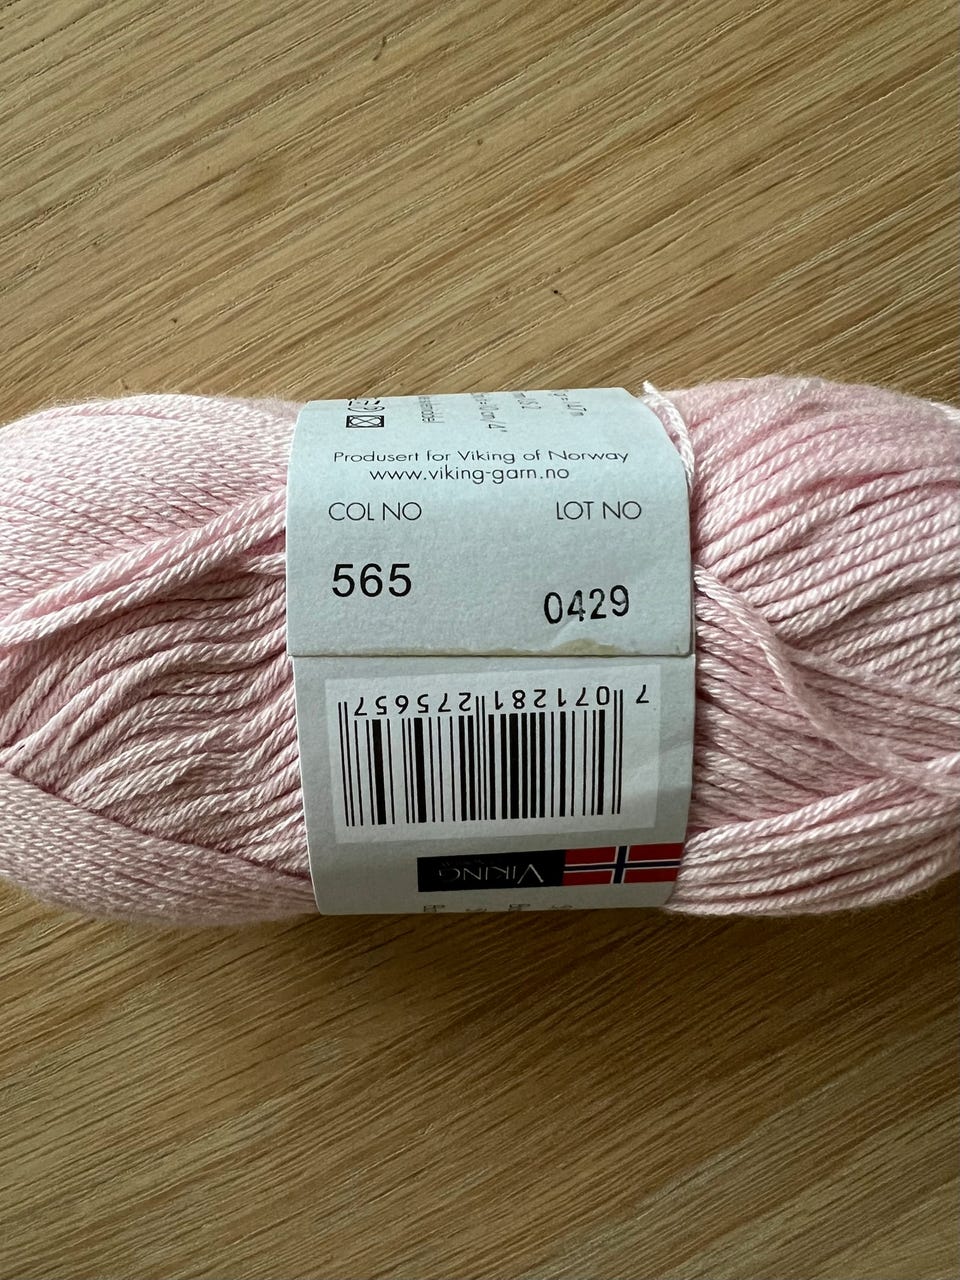 Produsert for Viking of Norway
www.viking-garn.no
COL NO LOT NO
565 0429
7 071281 275657
VIKING